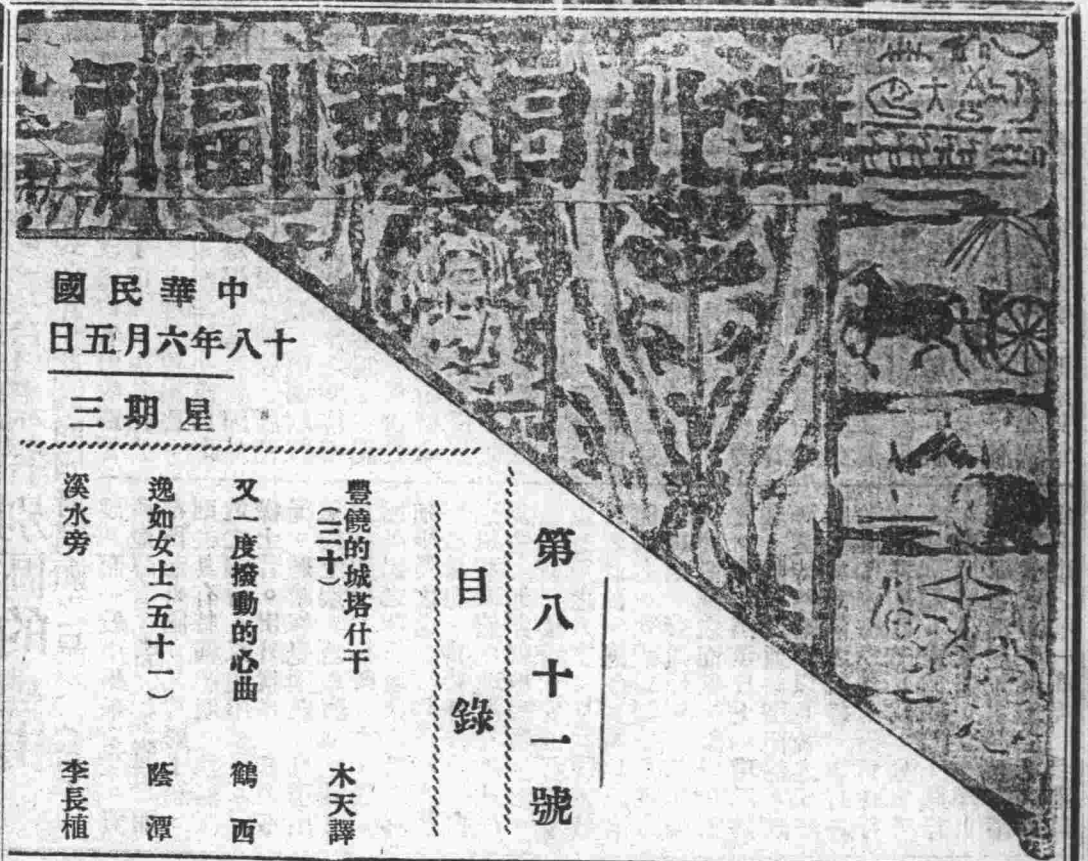 華北日報副刊
中華民國
十八年六月五日
星期三
第八十一號
目錄
豐饒的城塔什干
(三十)
木天譯
又一度撥動的心曲 鶴西
逸如女士(五十一) 蔭潭
溪水旁 李長植